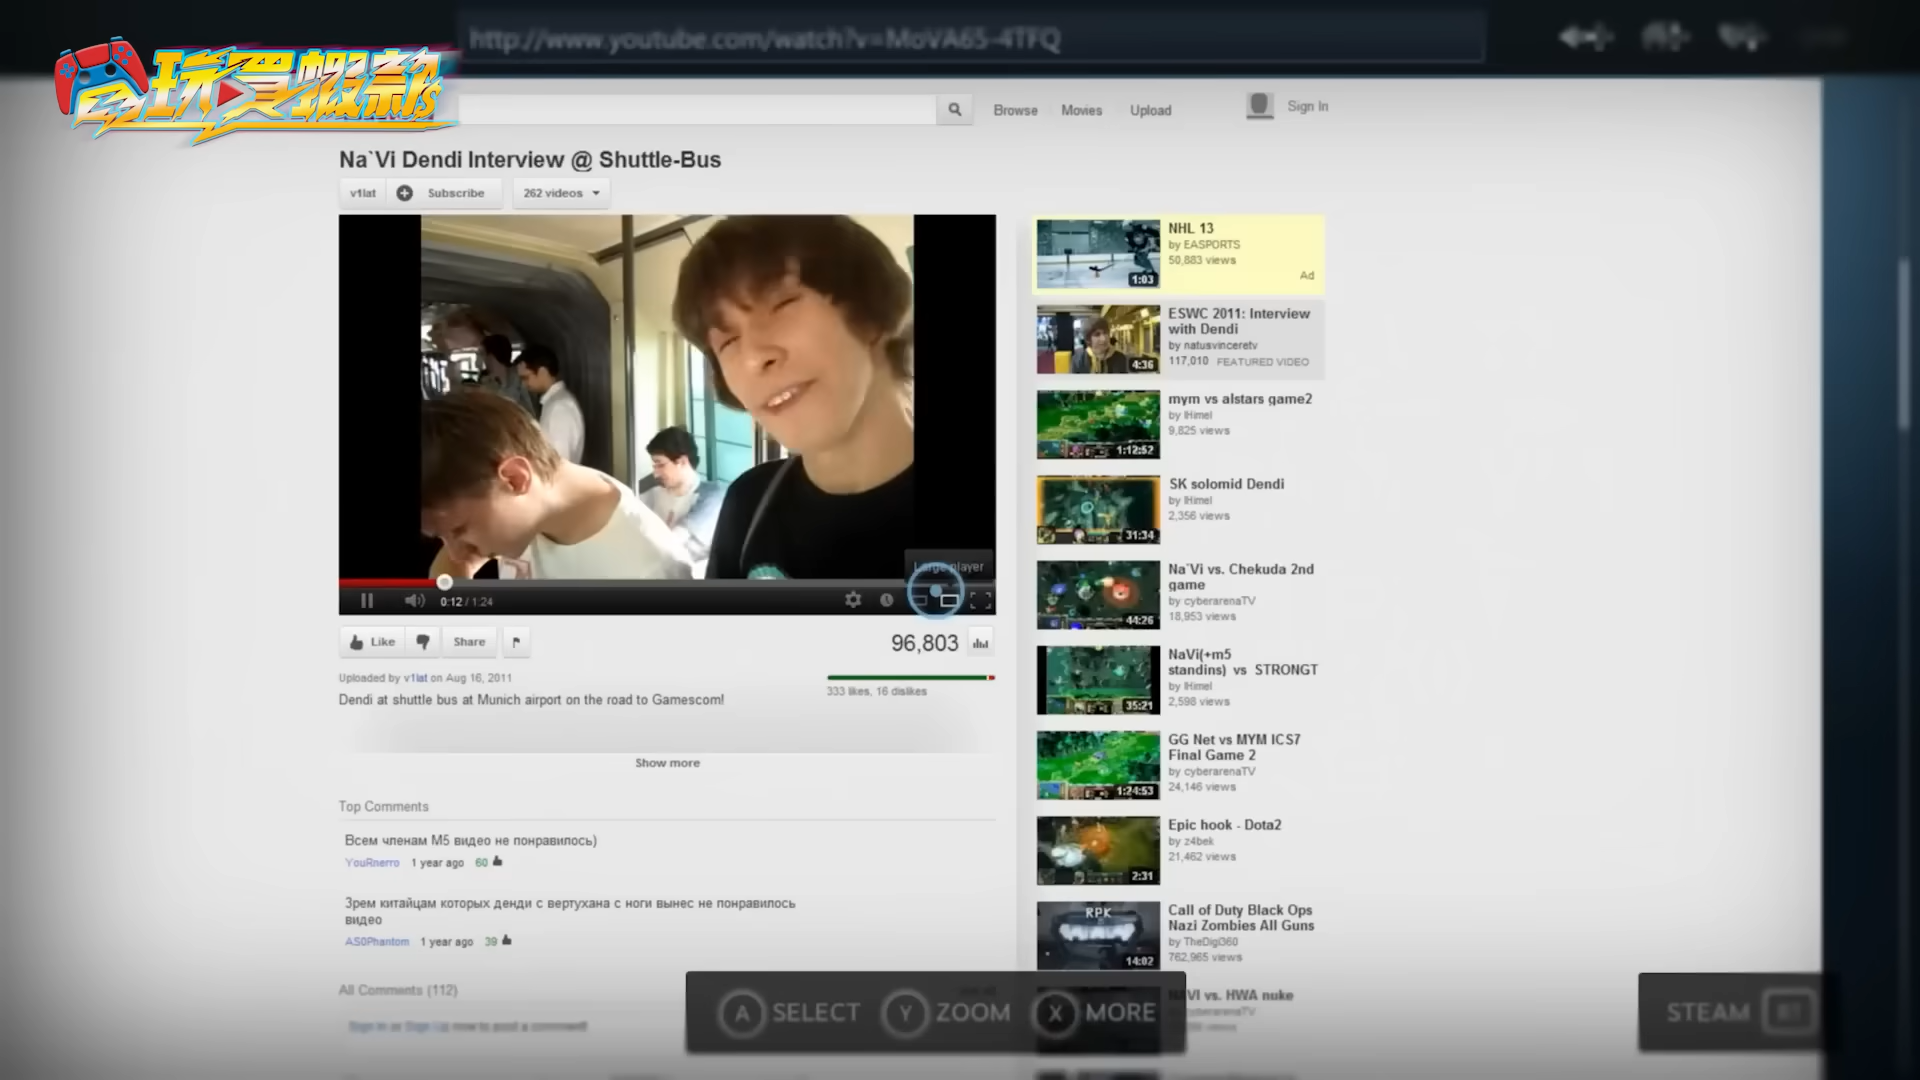 http://www.youtube.com/watch?v=MoVA65-4TFQ
玩買蝦款
Browse Movies Upload Sign In
Na`Vi Dendi Interview @ Shuttle-Bus
v1lat Subscribe 262 videos
NHL 13
by EASPORTS
50,883 views
Ad
1:03
ESWC 2011: Interview
with Dendi
by natusvinceretv
117,010 FEATURED VIDEO
4:36
mym vs alstars game2
by lHimel
9,825 views
1:12:52
SK solomid Dendi
by lHimel
2,356 views
31:34
Na`Vi vs. Chekuda 2nd
game
by cyberarenaTV
18,953 views
44:26
NaVi(+m5
standins) vs STRONGT
by lHimel
2,598 views
35:21
GG Net vs MYM ICS7
Final Game 2
by cyberarenaTV
24,146 views
1:24:53
Epic hook - Dota2
by z4bek
21,462 views
2:31
Call of Duty Black Ops
Nazi Zombies All Guns
by TheDigi360
762,965 views
RPK
14:02
VI vs. HWA nuke
cyberarenaTV
views
Large player
0:12 / 1:24
Like Share 96,803
Uploaded by v1lat on Aug 16, 2011
333 likes, 16 dislikes
Dendi at shuttle bus at Munich airport on the road to Gamescom!
Show more
Top Comments
Всем членам М5 видео не понравилось)
YouRnerro 1 year ago 60
Зрем китайцам которых денди с вертухана с ноги вынес не понравилось
видео
AS0Phantom 1 year ago 39
All Comments (112)
Sign In or Sign Up now to post a comment!
A SELECT Y ZOOM X MORE
STEAM